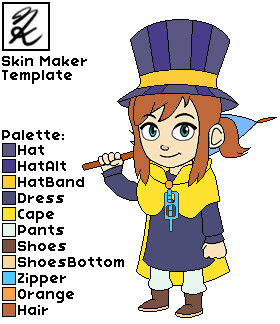 Skin Maker
Template
Palette:
Hat
HatAlt
HatBand
Dress
Cape
Pants
Shoes
ShoesBottom
Zipper
Orange
Hair